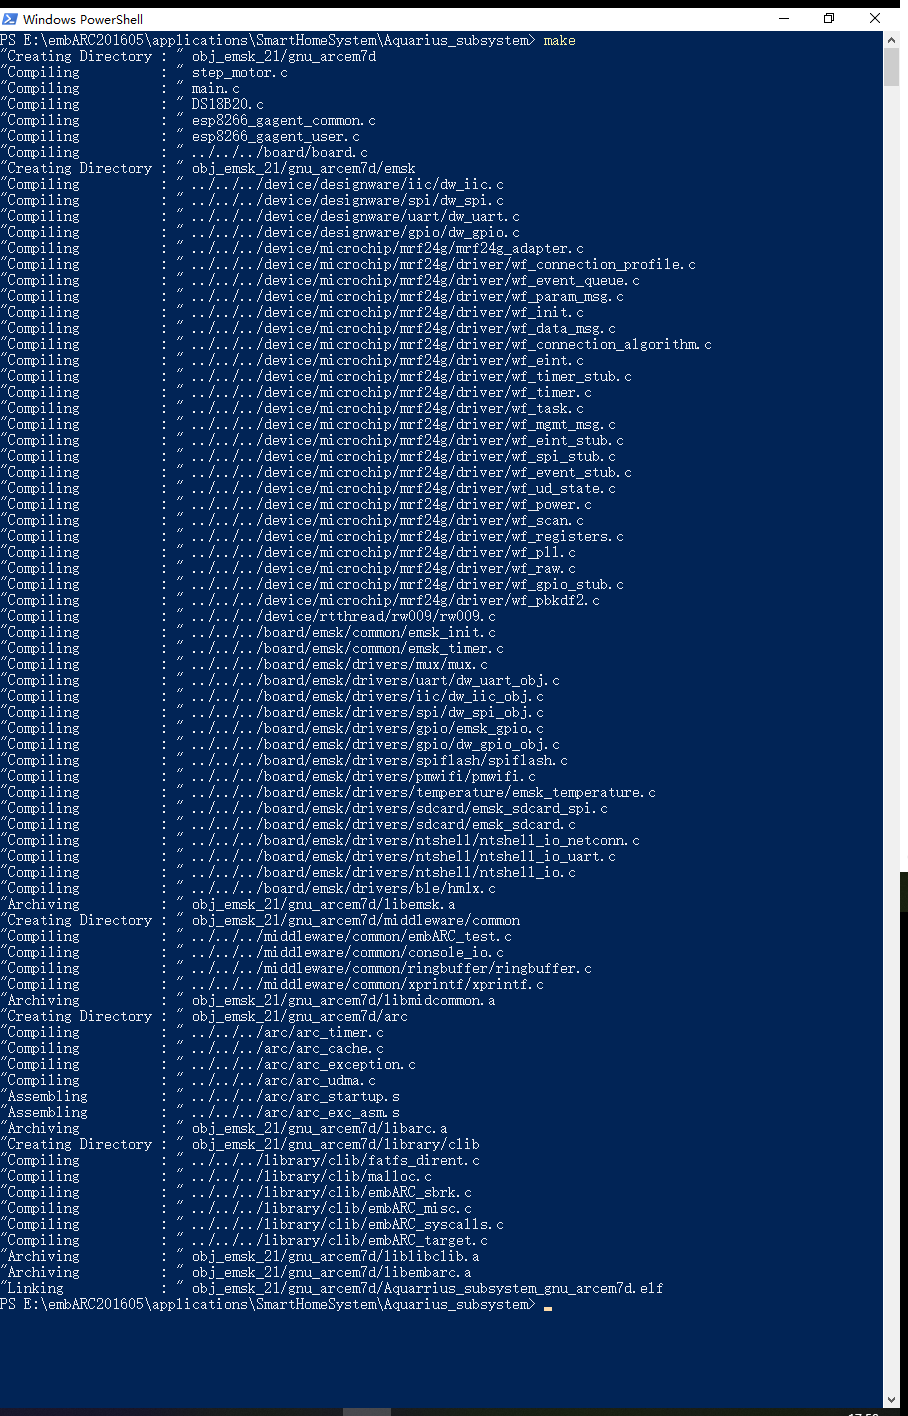 Windows PowerShell
PS E:\embARC201605\applications\SmartHomeSystem\Aquarius_subsystem> make
"Creating Directory : " obj_emsk_21/gnu_arcem7d
"Compiling          : " step_motor.c
"Compiling          : " main.c
"Compiling          : " DS18B20.c
"Compiling          : " esp8266_gagent_common.c
"Compiling          : " esp8266_gagent_user.c
"Compiling          : " ../../../board/board.c
"Creating Directory : " obj_emsk_21/gnu_arcem7d/emsk
"Compiling          : " ../../../device/designware/iic/dw_iic.c
"Compiling          : " ../../../device/designware/spi/dw_spi.c
"Compiling          : " ../../../device/designware/uart/dw_uart.c
"Compiling          : " ../../../device/designware/gpio/dw_gpio.c
"Compiling          : " ../../../device/microchip/mrf24g/mrf24g_adapter.c
"Compiling          : " ../../../device/microchip/mrf24g/driver/wf_connection_profile.c
"Compiling          : " ../../../device/microchip/mrf24g/driver/wf_event_queue.c
"Compiling          : " ../../../device/microchip/mrf24g/driver/wf_param_msg.c
"Compiling          : " ../../../device/microchip/mrf24g/driver/wf_init.c
"Compiling          : " ../../../device/microchip/mrf24g/driver/wf_data_msg.c
"Compiling          : " ../../../device/microchip/mrf24g/driver/wf_connection_algorithm.c
"Compiling          : " ../../../device/microchip/mrf24g/driver/wf_eint.c
"Compiling          : " ../../../device/microchip/mrf24g/driver/wf_timer_stub.c
"Compiling          : " ../../../device/microchip/mrf24g/driver/wf_timer.c
"Compiling          : " ../../../device/microchip/mrf24g/driver/wf_task.c
"Compiling          : " ../../../device/microchip/mrf24g/driver/wf_mgmt_msg.c
"Compiling          : " ../../../device/microchip/mrf24g/driver/wf_eint_stub.c
"Compiling          : " ../../../device/microchip/mrf24g/driver/wf_spi_stub.c
"Compiling          : " ../../../device/microchip/mrf24g/driver/wf_event_stub.c
"Compiling          : " ../../../device/microchip/mrf24g/driver/wf_ud_state.c
"Compiling          : " ../../../device/microchip/mrf24g/driver/wf_power.c
"Compiling          : " ../../../device/microchip/mrf24g/driver/wf_scan.c
"Compiling          : " ../../../device/microchip/mrf24g/driver/wf_registers.c
"Compiling          : " ../../../device/microchip/mrf24g/driver/wf_pll.c
"Compiling          : " ../../../device/microchip/mrf24g/driver/wf_raw.c
"Compiling          : " ../../../device/microchip/mrf24g/driver/wf_gpio_stub.c
"Compiling          : " ../../../device/microchip/mrf24g/driver/wf_pbkdf2.c
"Compiling          : " ../../../device/rtthread/rw009/rw009.c
"Compiling          : " ../../../board/emsk/common/emsk_init.c
"Compiling          : " ../../../board/emsk/common/emsk_timer.c
"Compiling          : " ../../../board/emsk/drivers/mux/mux.c
"Compiling          : " ../../../board/emsk/drivers/uart/dw_uart_obj.c
"Compiling          : " ../../../board/emsk/drivers/iic/dw_iic_obj.c
"Compiling          : " ../../../board/emsk/drivers/spi/dw_spi_obj.c
"Compiling          : " ../../../board/emsk/drivers/gpio/emsk_gpio.c
"Compiling          : " ../../../board/emsk/drivers/gpio/dw_gpio_obj.c
"Compiling          : " ../../../board/emsk/drivers/spiflash/spiflash.c
"Compiling          : " ../../../board/emsk/drivers/pmwifi/pmwifi.c
"Compiling          : " ../../../board/emsk/drivers/temperature/emsk_temperature.c
"Compiling          : " ../../../board/emsk/drivers/sdcard/emsk_sdcard_spi.c
"Compiling          : " ../../../board/emsk/drivers/sdcard/emsk_sdcard.c
"Compiling          : " ../../../board/emsk/drivers/ntshell/ntshell_io_netconn.c
"Compiling          : " ../../../board/emsk/drivers/ntshell/ntshell_io_uart.c
"Compiling          : " ../../../board/emsk/drivers/ntshell/ntshell_io.c
"Compiling          : " ../../../board/emsk/drivers/ble/hmlx.c
"Archiving          : " obj_emsk_21/gnu_arcem7d/libemsk.a
"Creating Directory : " obj_emsk_21/gnu_arcem7d/middleware/common
"Compiling          : " ../../../middleware/common/embARC_test.c
"Compiling          : " ../../../middleware/common/console_io.c
"Compiling          : " ../../../middleware/common/ringbuffer/ringbuffer.c
"Compiling          : " ../../../middleware/common/xprintf/xprintf.c
"Archiving          : " obj_emsk_21/gnu_arcem7d/libmidcommon.a
"Creating Directory : " obj_emsk_21/gnu_arcem7d/arc
"Compiling          : " ../../../arc/arc_timer.c
"Compiling          : " ../../../arc/arc_cache.c
"Compiling          : " ../../../arc/arc_exception.c
"Compiling          : " ../../../arc/arc_udma.c
"Assembling         : " ../../../arc/arc_startup.s
"Assembling         : " ../../../arc/arc_exc_asm.s
"Archiving          : " obj_emsk_21/gnu_arcem7d/libarc.a
"Creating Directory : " obj_emsk_21/gnu_arcem7d/library/clib
"Compiling          : " ../../../library/clib/fatfs_dirent.c
"Compiling          : " ../../../library/clib/malloc.c
"Compiling          : " ../../../library/clib/embARC_sbrk.c
"Compiling          : " ../../../library/clib/embARC_misc.c
"Compiling          : " ../../../library/clib/embARC_syscalls.c
"Compiling          : " ../../../library/clib/embARC_target.c
"Archiving          : " obj_emsk_21/gnu_arcem7d/liblibclib.a
"Archiving          : " obj_emsk_21/gnu_arcem7d/libembarc.a
"Linking            : " obj_emsk_21/gnu_arcem7d/Aquarrius_subsystem_gnu_arcem7d.elf
PS E:\embARC201605\applications\SmartHomeSystem\Aquarius_subsystem>